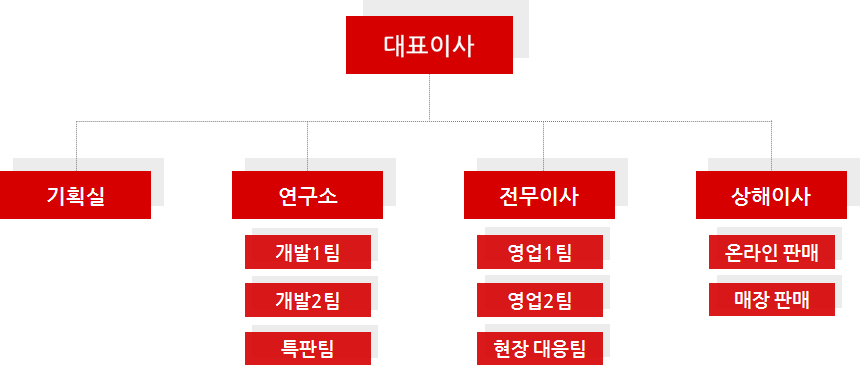 대표이사
기획실
연구소
전무이사
상해이사
개발1팀
영업1팀
온라인 판매
개발2팀
영업2팀
매장 판매
특판팀
현장 대응팀